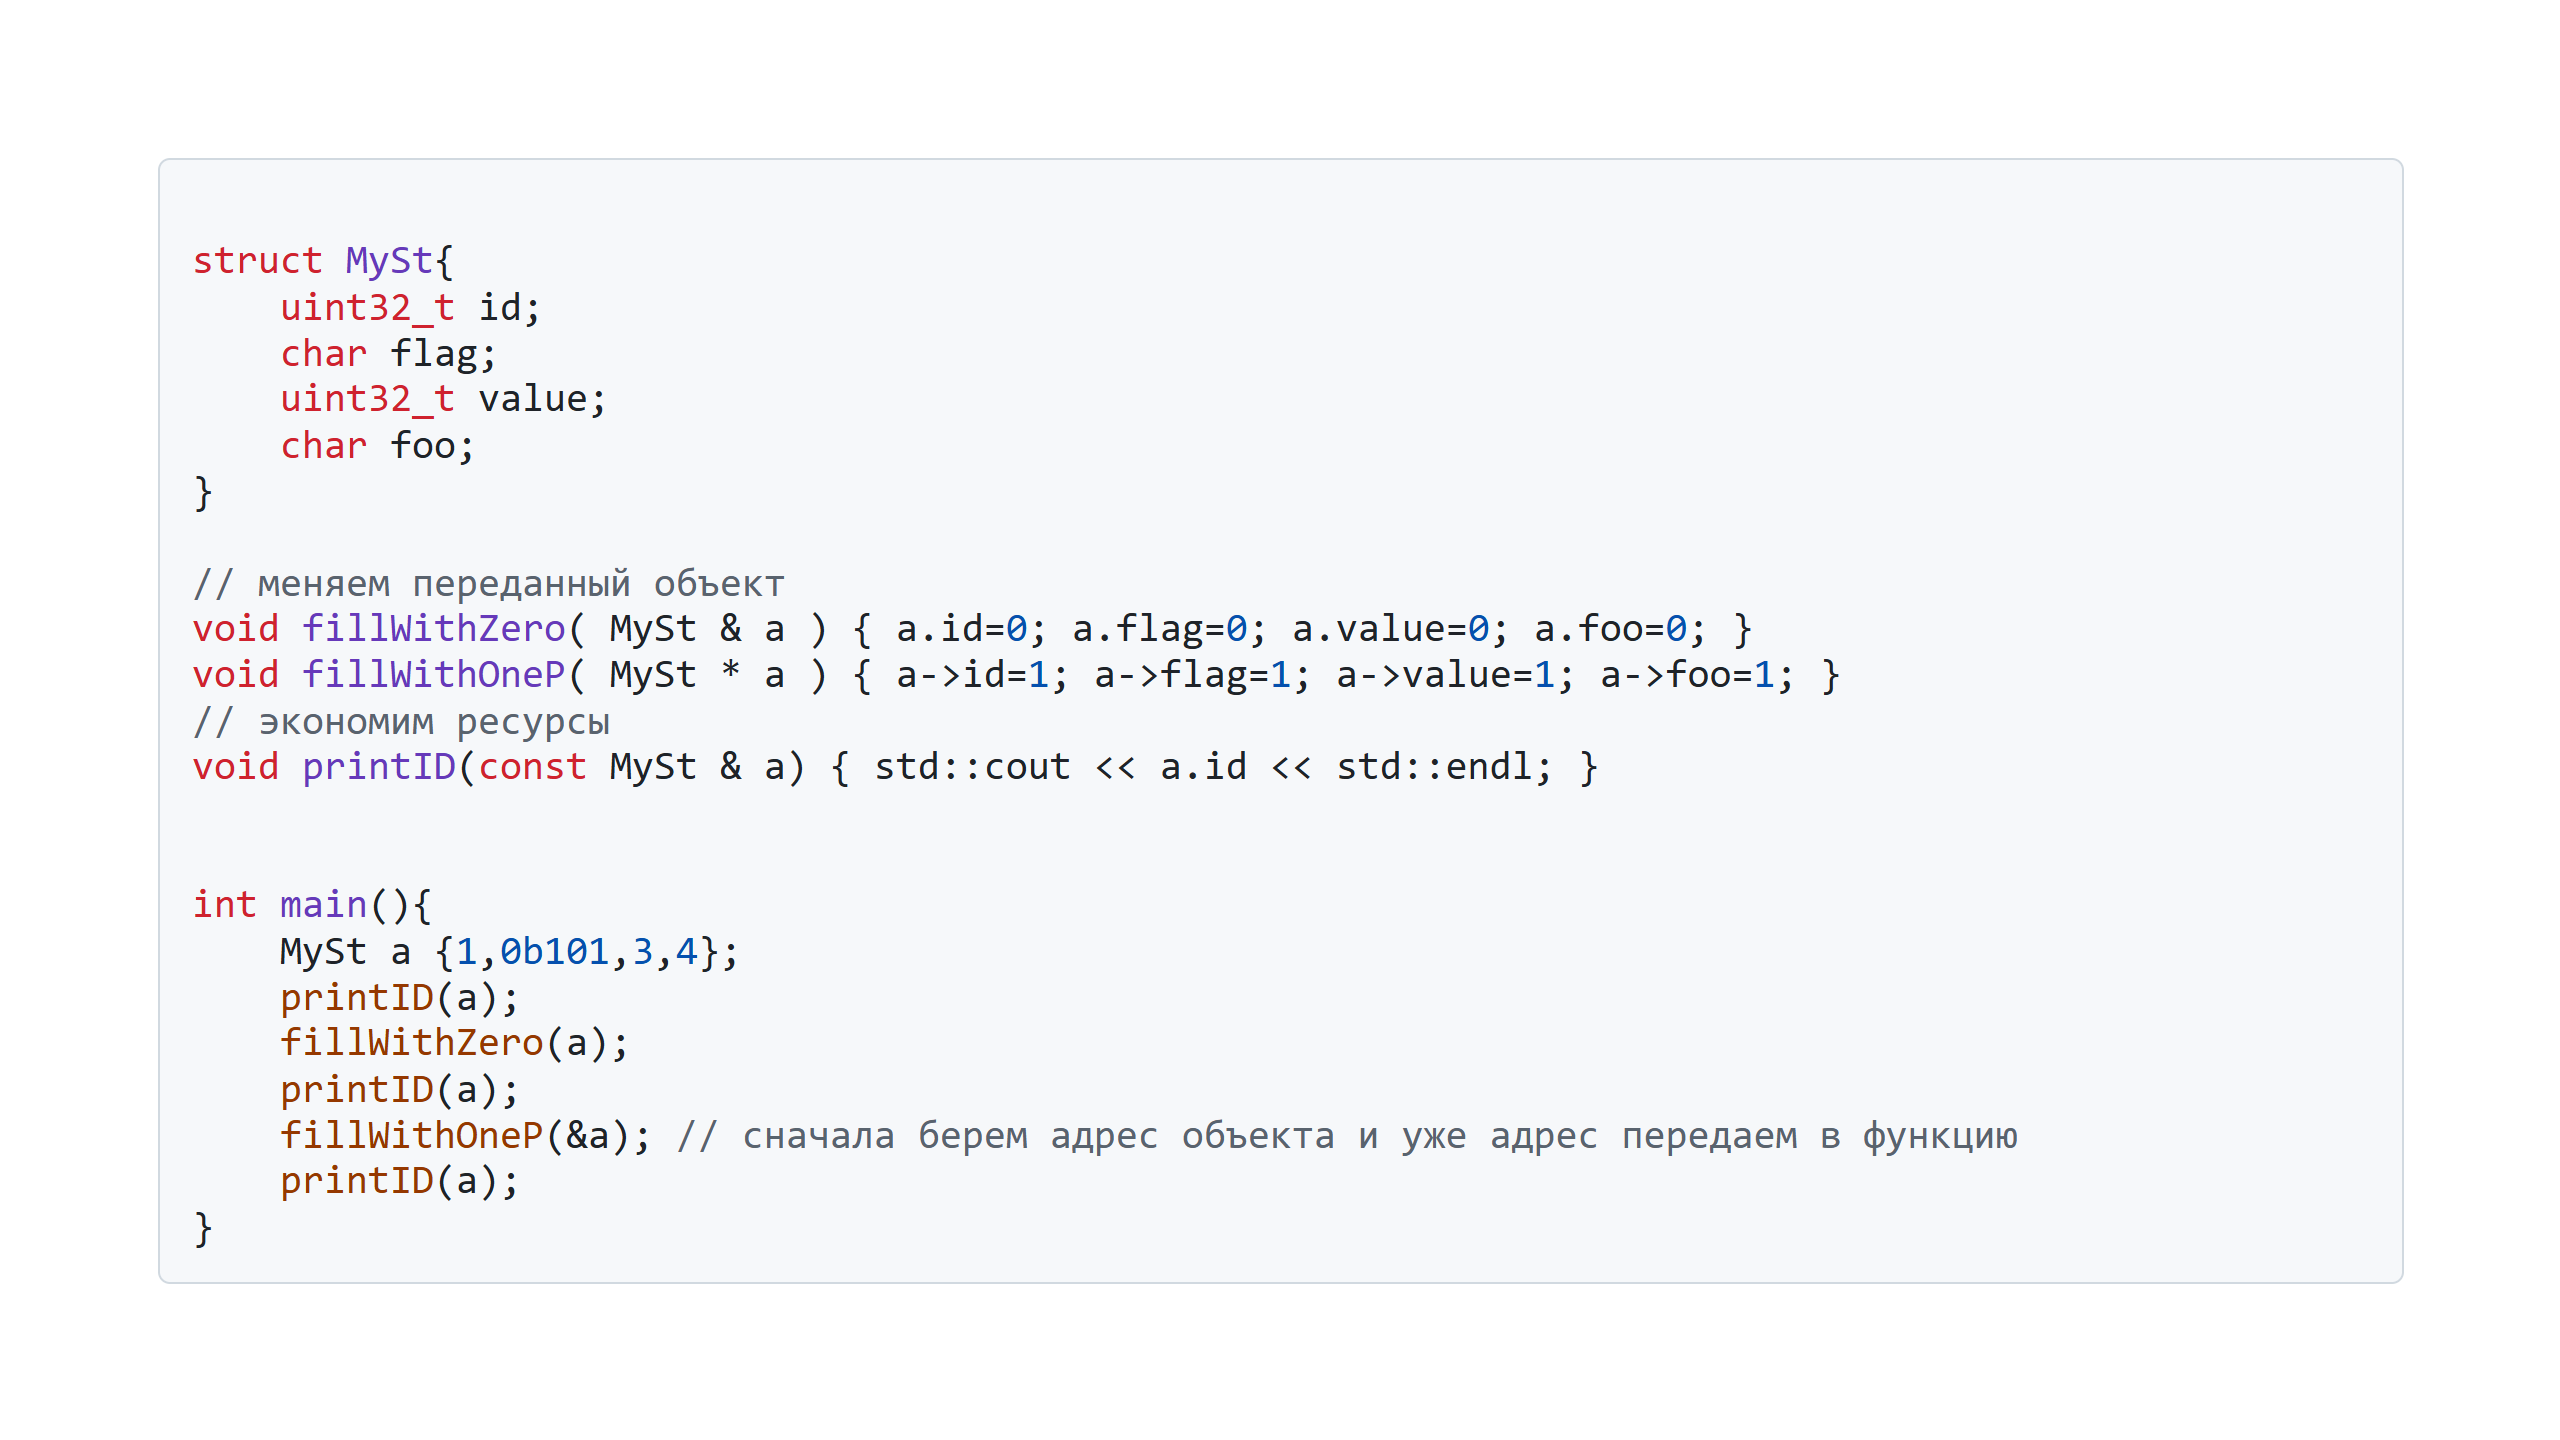 struct MySt{
    uint32_t id;
    char flag;
    uint32_t value;
    char foo;
}
// меняем переданный объект
void fillWithZero( MySt & a ) { a.id=0; a.flag=0; a.value=0; a.foo=0; }
void fillWithOneP( MySt * a ) { a->id=1; a->flag=1; a->value=1; a->foo=1; }
// экономим ресурсы
void printID(const MySt & a) { std::cout << a.id << std::endl; }
int main(){
    MySt a {1,0b101,3,4};
    printID(a);
    fillWithZero(a);
    printID(a);
    fillWithOneP(&a); // сначала берем адрес объекта и уже адрес передаем в функцию
    printID(a);
}